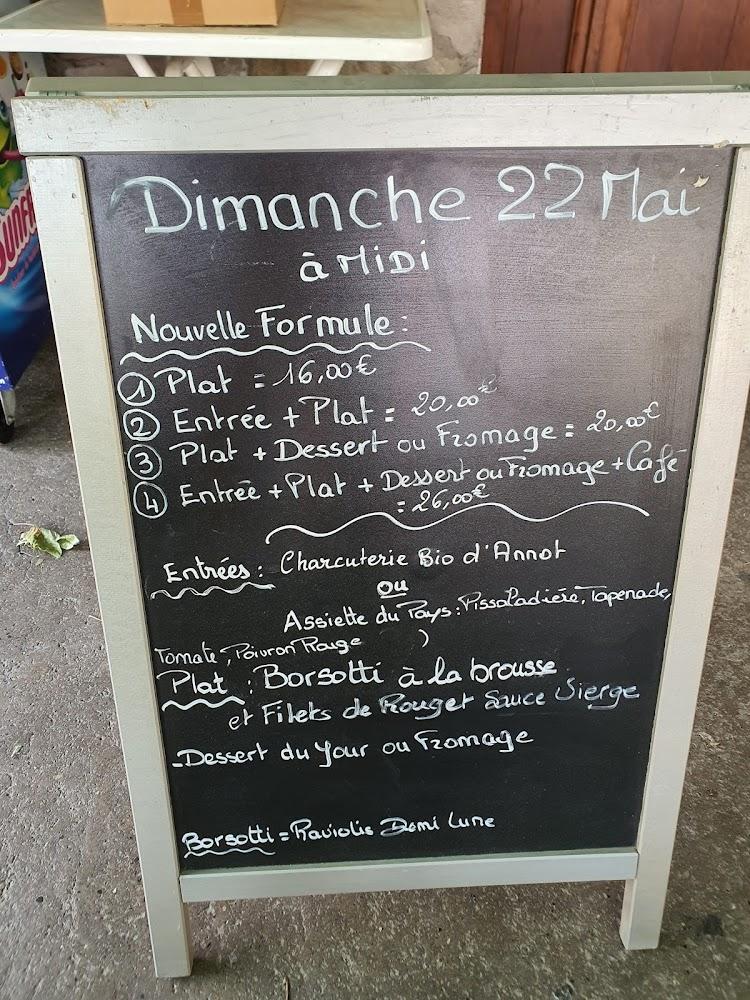 Dimanche 22 Mai
à MiDi
Nouvelle Formule :
① Plat = 16,00€
② Entrée + Plat = 20,00€
③ Plat + Dessert ou Fromage = 20,00€
④ Entrée + Plat + Dessert ou Fromage + Café
= 26,00€
Entrées : Charcuterie Bio d'Annot
ou
Assiette du Pays : Pissaladière, Tapenade,
Tomate, Poivron Rouge )
Plat : Borsotti à la brousse
et Filets de Rouget Sauce Vierge
-Dessert du Jour ou Fromage
Borsotti = Raviolis Demi Lune